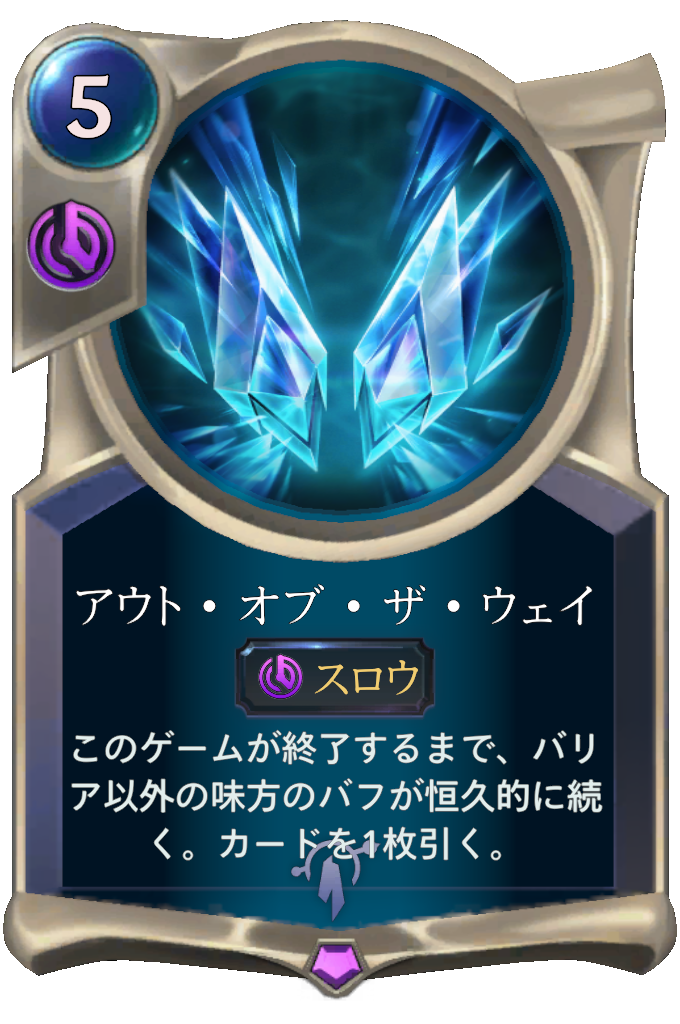 5
アウト・オブ・ザ・ウェイ
スロウ
このゲームが終了するまで、バリ
ア以外の味方のバフが恒久的に続
く。カードを1枚引く。